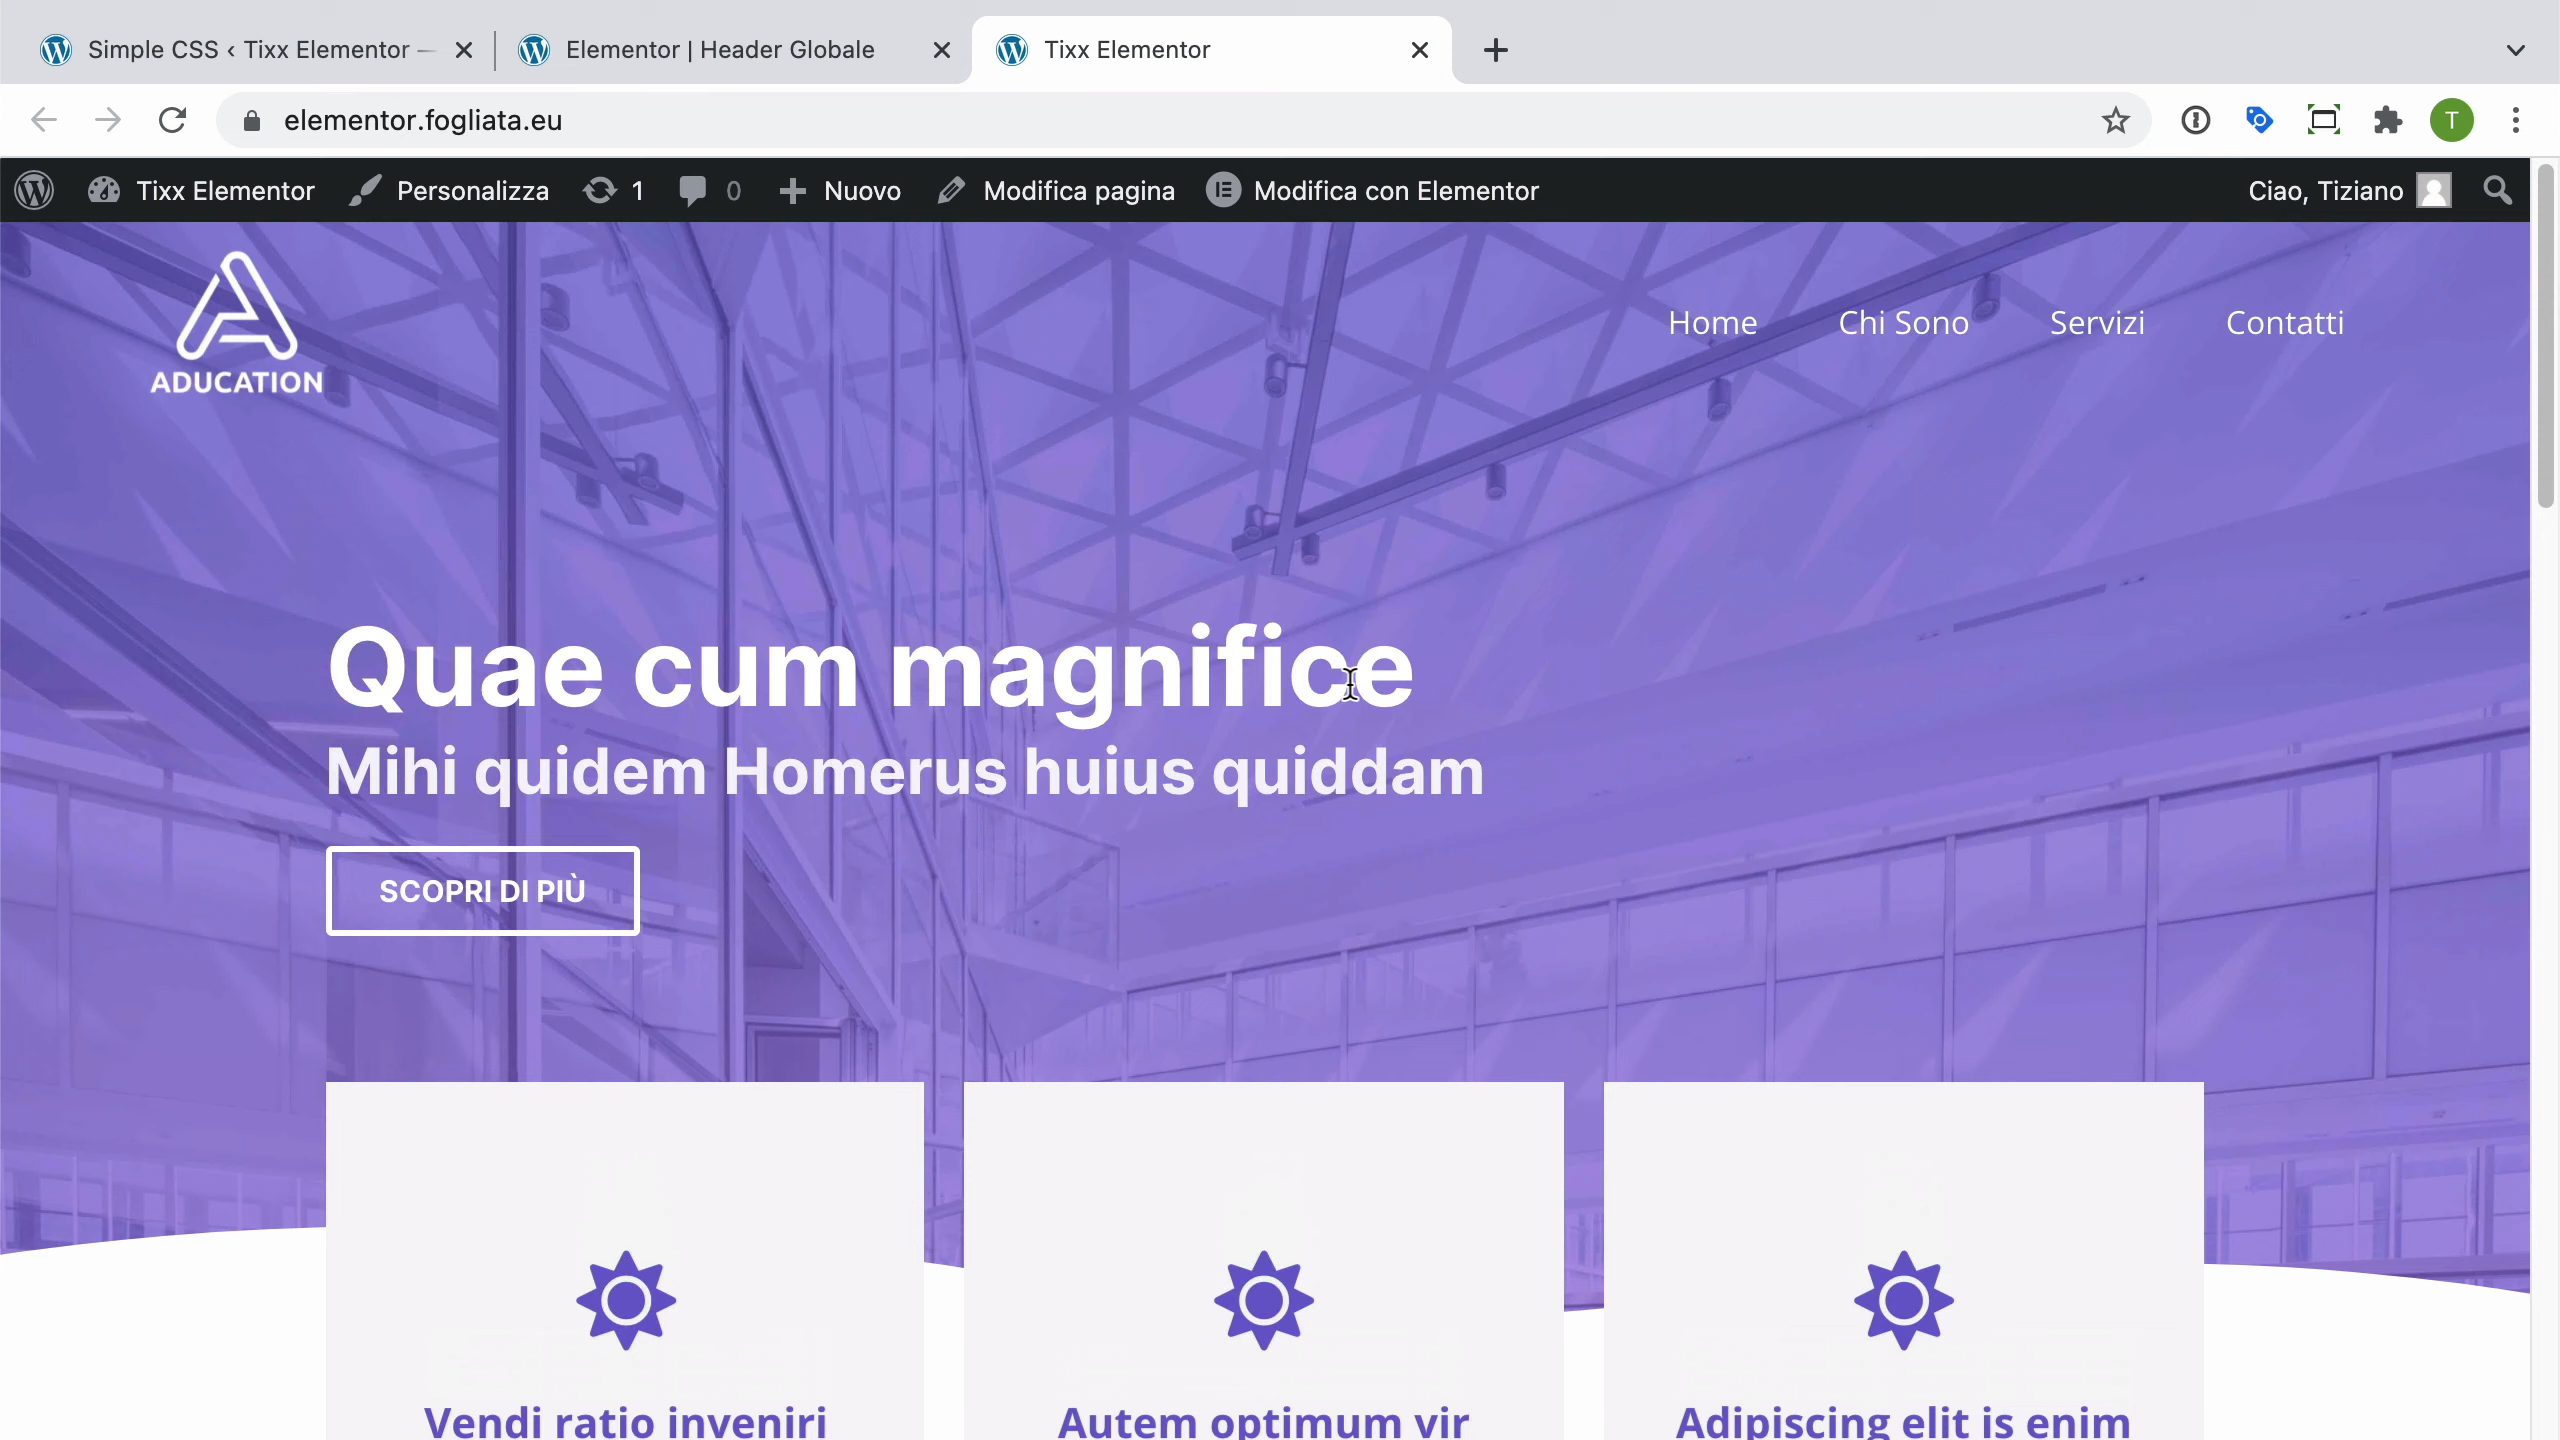 Simple CSS ‹ Tixx Elementor —
Elementor | Header Globale
Tixx Elementor
elementor.fogliata.eu
T
Tixx Elementor
Personalizza
1
0
Nuovo
Modifica pagina
Modifica con Elementor
Ciao, Tiziano
ADUCATION
Home
Chi Sono
Servizi
Contatti
Quae cum magnifice
Mihi quidem Homerus huius quiddam
SCOPRI DI PIÙ
Vendi ratio inveniri
Autem optimum vir
Adipiscing elit is enim